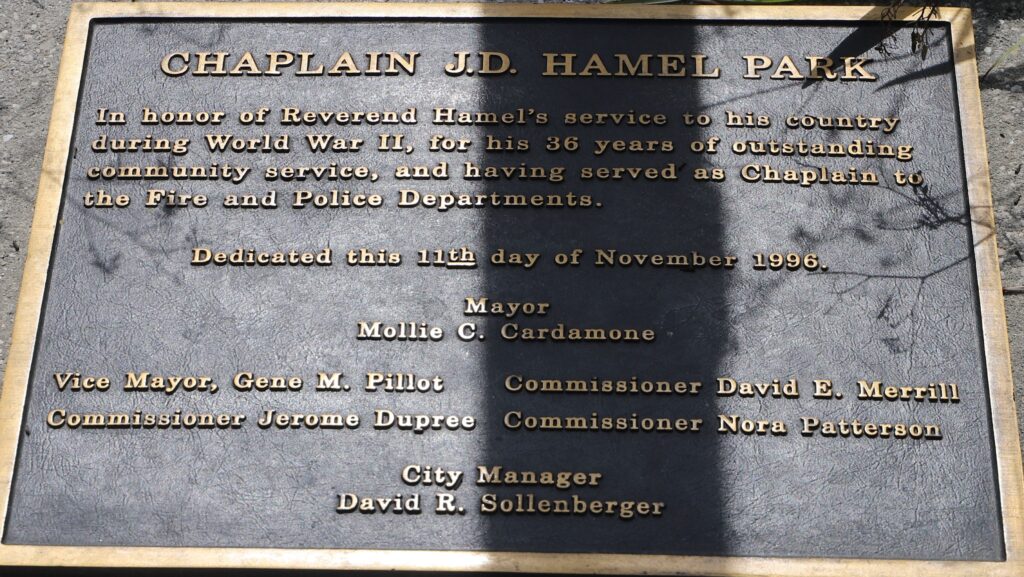 CHAPLAIN J.D. HAMEL PARK
In honor of Reverend Hamel's service to his country
during World War II, for his 36 years of outstanding
community service, and having served as Chaplain to
the Fire and Police Departments.
Dedicated this 11th day of November 1996.
Mayor
Mollie C. Cardamone
Vice Mayor, Gene M. Pillot Commissioner David E. Merrill
Commissioner Jerome Dupree Commissioner Nora Patterson
City Manager
David R. Sollenberger